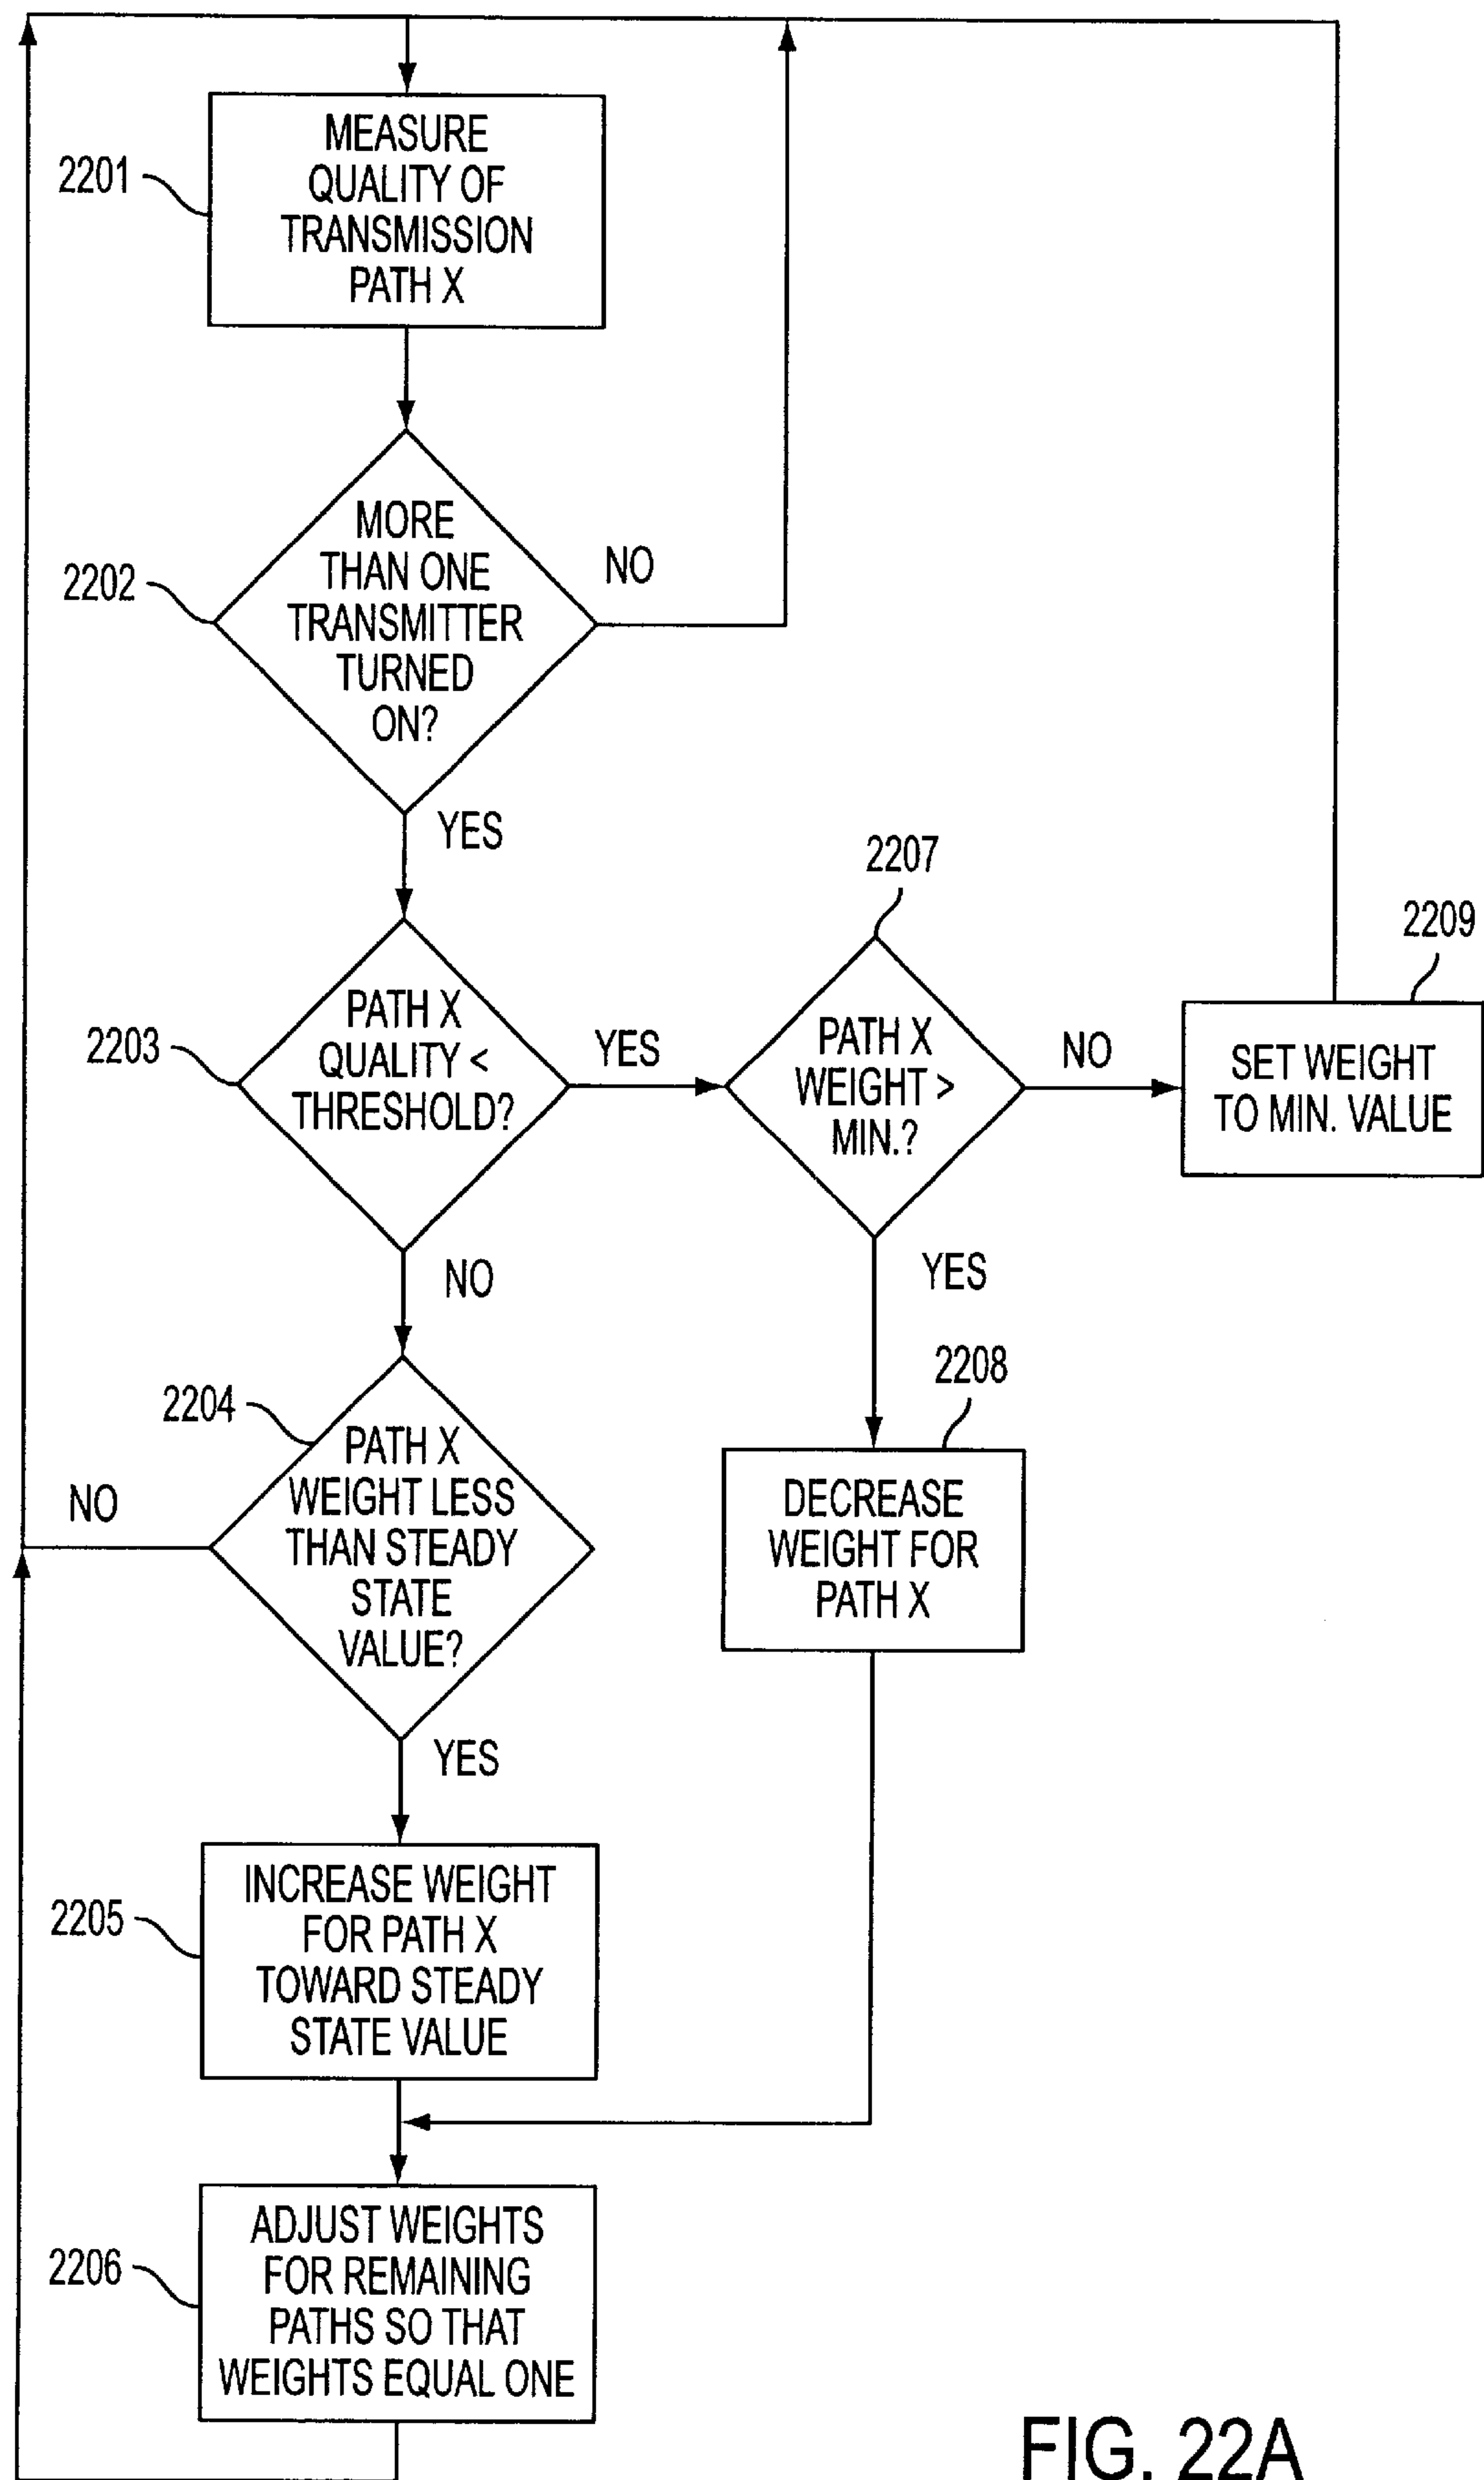 2201
MEASURE
QUALITY OF
TRANSMISSION
PATH X
2202
MORE
THAN ONE
TRANSMITTER
TURNED
ON?
NO
YES
2203
PATH X
QUALITY <
THRESHOLD?
YES
NO
2207
PATH X
WEIGHT >
MIN.?
NO
YES
2209
SET WEIGHT
TO MIN. VALUE
2204
PATH X
WEIGHT LESS
THAN STEADY
STATE
VALUE?
NO
YES
2208
DECREASE
WEIGHT FOR
PATH X
2205
INCREASE WEIGHT
FOR PATH X
TOWARD STEADY
STATE VALUE
2206
ADJUST WEIGHTS
FOR REMAINING
PATHS SO THAT
WEIGHTS EQUAL ONE
FIG. 22A